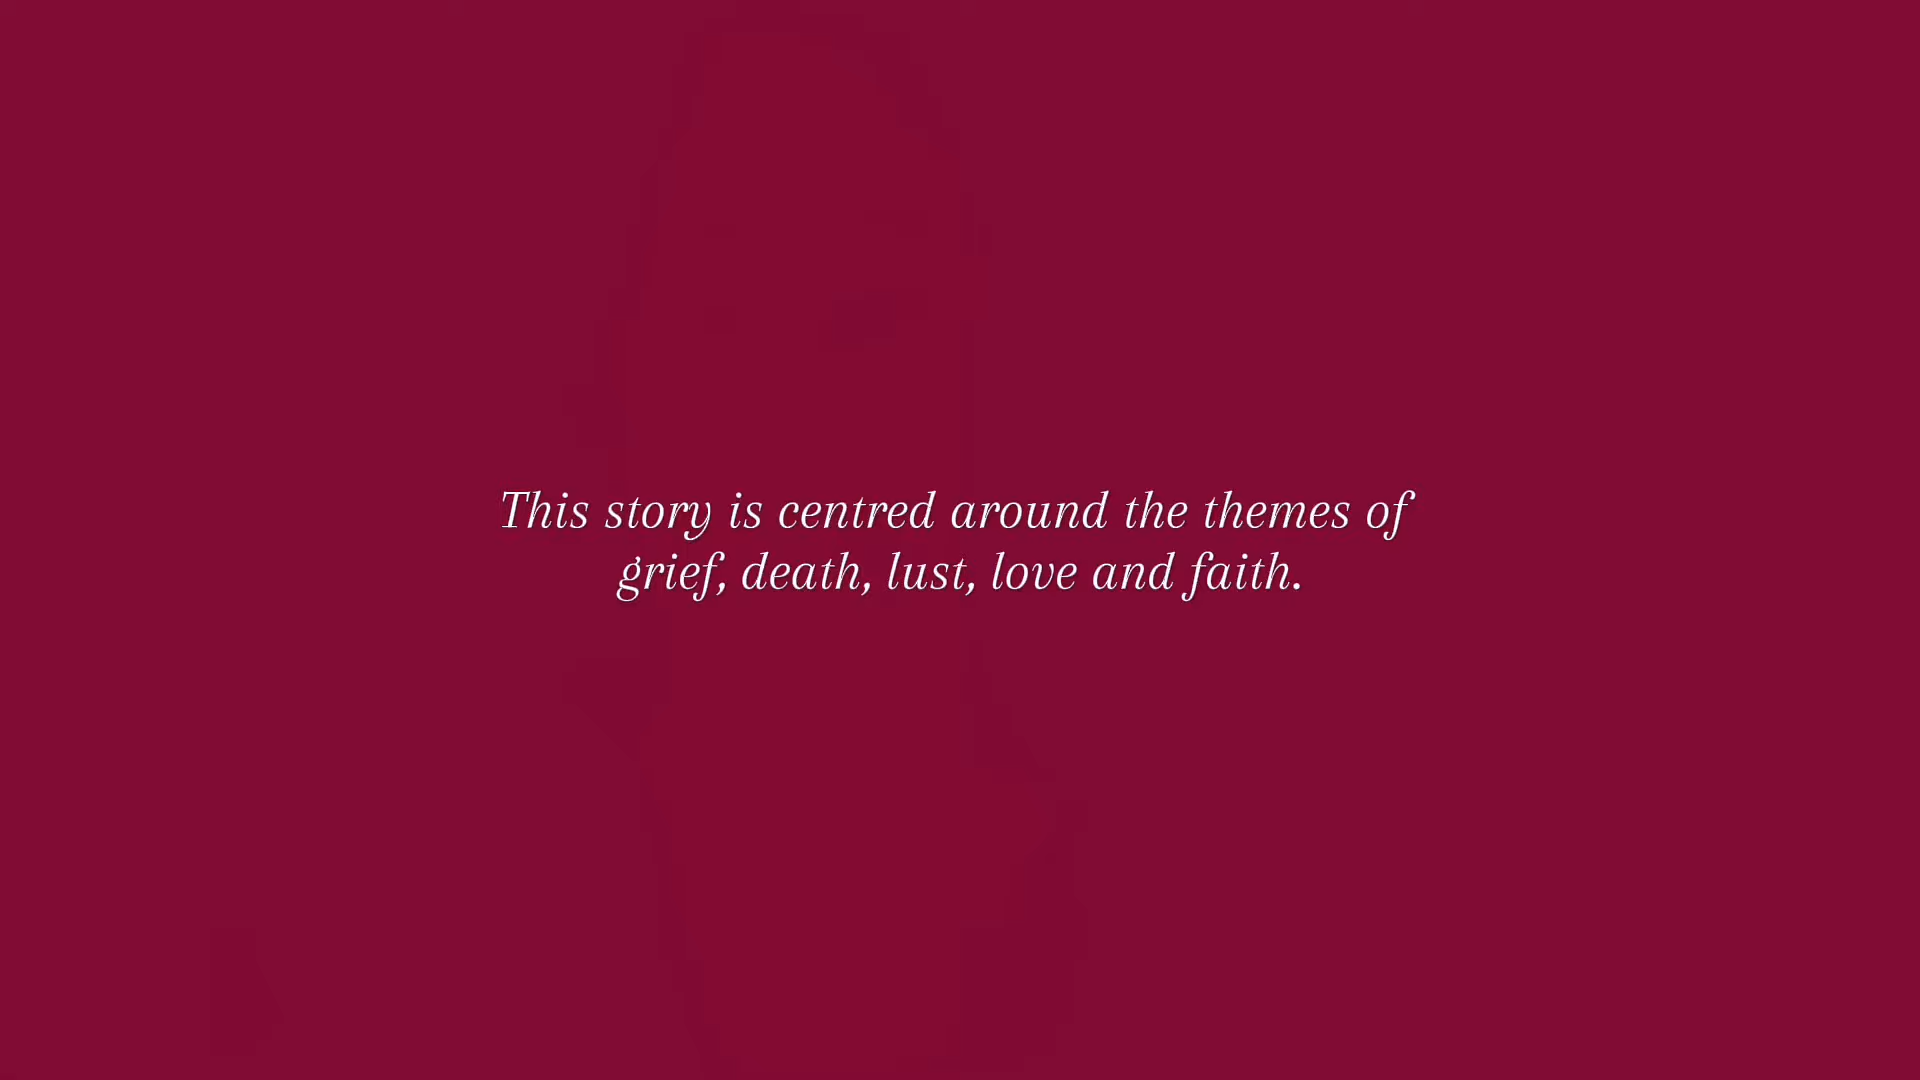 This story is centred around the themes of
grief, death, lust, love and faith.